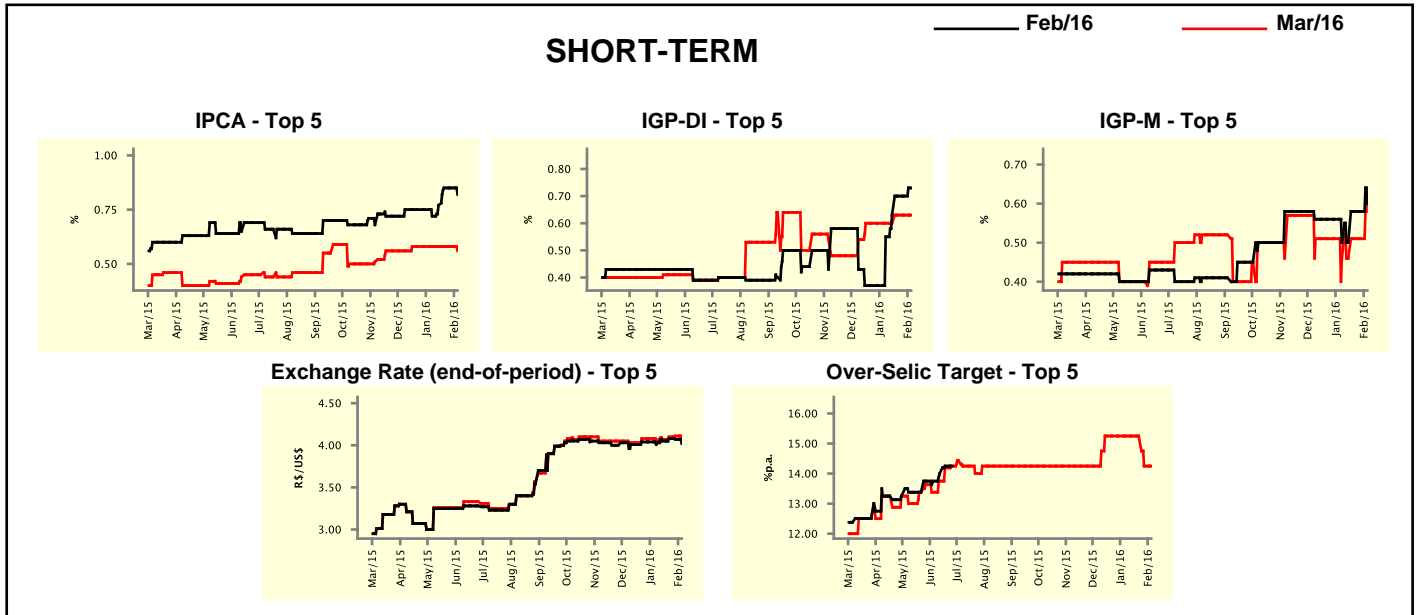 Feb/16 Mar/16
SHORT-TERM
IPCA - Top 5
%
1.00
0.75
0.50
Mar/15 Apr/15 May/15 Jun/15 Jul/15 Aug/15 Sep/15 Oct/15 Nov/15 Dec/15 Jan/16 Feb/16
IGP-DI - Top 5
%
0.80
0.70
0.60
0.50
0.40
Mar/15 Apr/15 May/15 Jun/15 Jul/15 Aug/15 Sep/15 Oct/15 Nov/15 Dec/15 Jan/16 Feb/16
IGP-M - Top 5
%
0.70
0.60
0.50
0.40
Mar/15 Apr/15 May/15 Jun/15 Jul/15 Aug/15 Sep/15 Oct/15 Nov/15 Dec/15 Jan/16 Feb/16
Exchange Rate (end-of-period) - Top 5
R$/US$
4.50
4.00
3.50
3.00
Mar/15 Apr/15 May/15 Jun/15 Jul/15 Aug/15 Sep/15 Oct/15 Nov/15 Dec/15 Jan/16 Feb/16
Over-Selic Target - Top 5
%p.a.
16.00
15.00
14.00
13.00
12.00
Mar/15 Apr/15 May/15 Jun/15 Jul/15 Aug/15 Sep/15 Oct/15 Nov/15 Dec/15 Jan/16 Feb/16